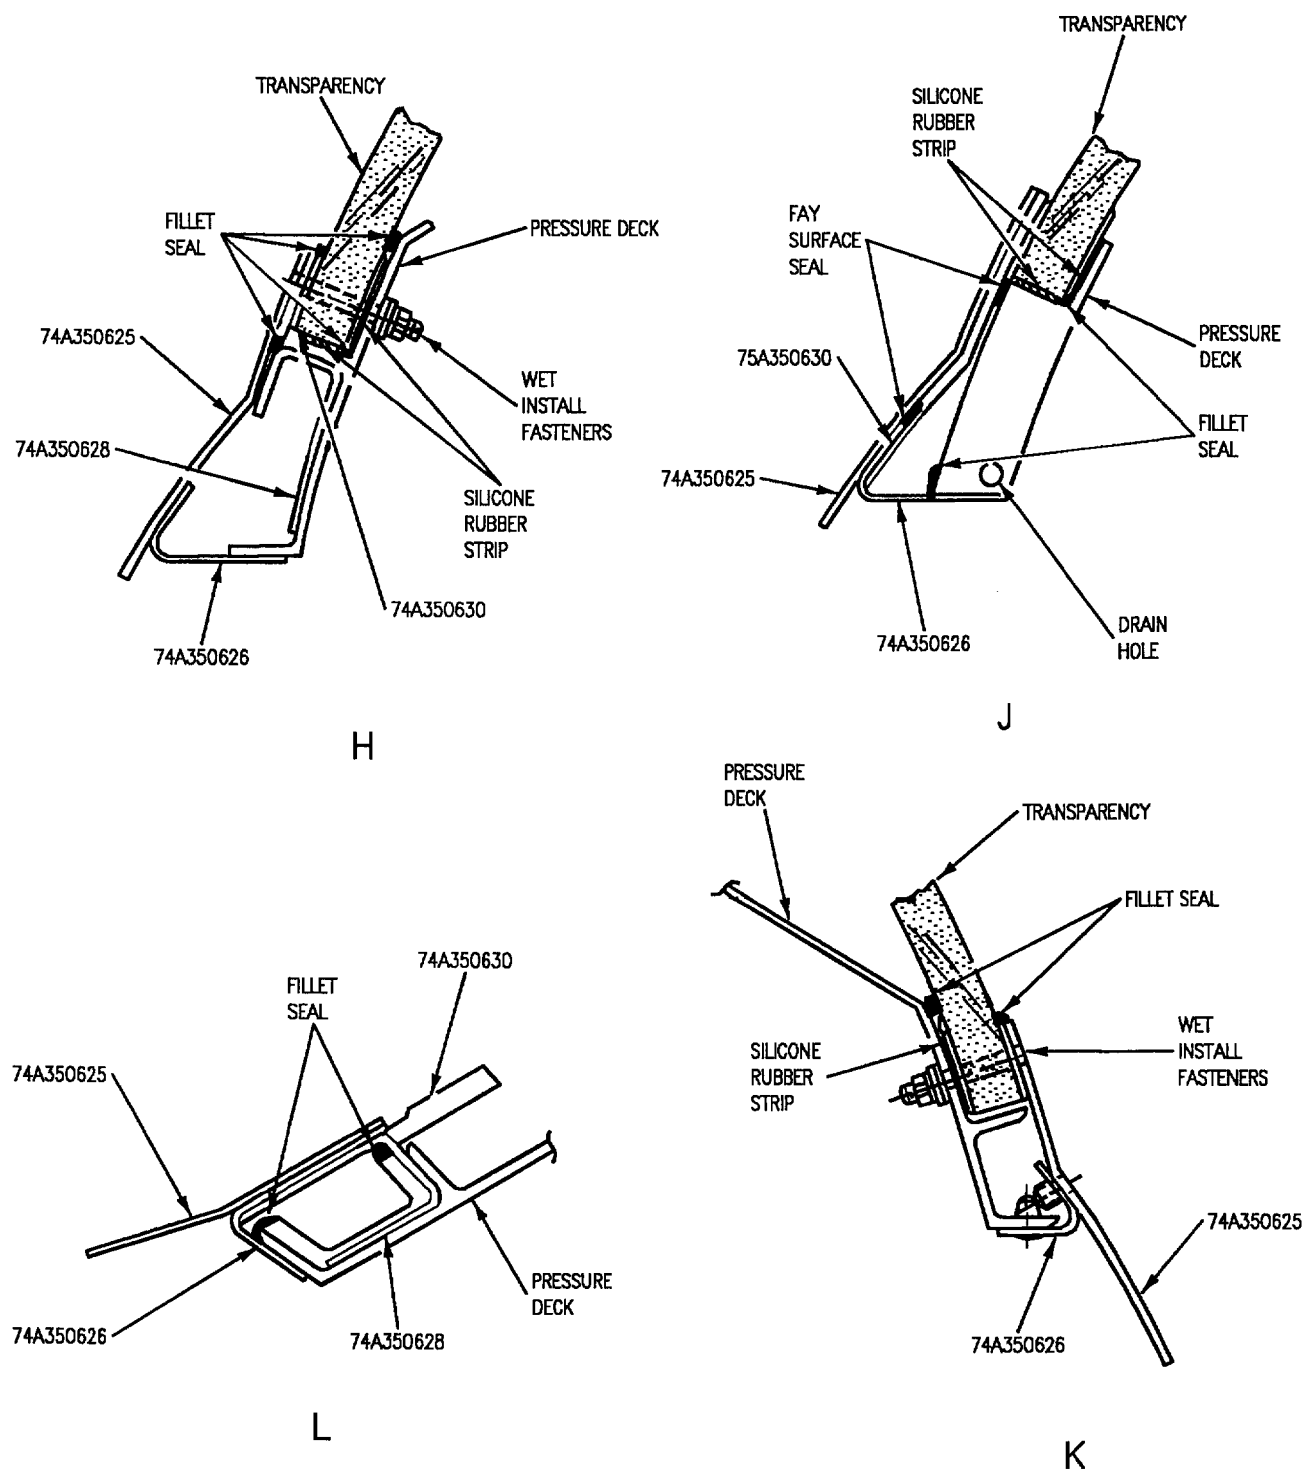 TRANSPARENCY
FILLET
SEAL
PRESSURE DECK
74A350625
WET
INSTALL
FASTENERS
74A350628
SILICONE
RUBBER
STRIP
74A350630
74A350626
H
TRANSPARENCY
SILICONE
RUBBER
STRIP
FAY
SURFACE
SEAL
PRESSURE
DECK
75A350630
FILLET
SEAL
74A350625
74A350626
DRAIN
HOLE
J
74A350630
FILLET
SEAL
74A350625
PRESSURE
DECK
74A350626
74A350628
L
PRESSURE
DECK
TRANSPARENCY
FILLET SEAL
SILICONE
RUBBER
STRIP
WET
INSTALL
FASTENERS
74A350625
74A350626
K